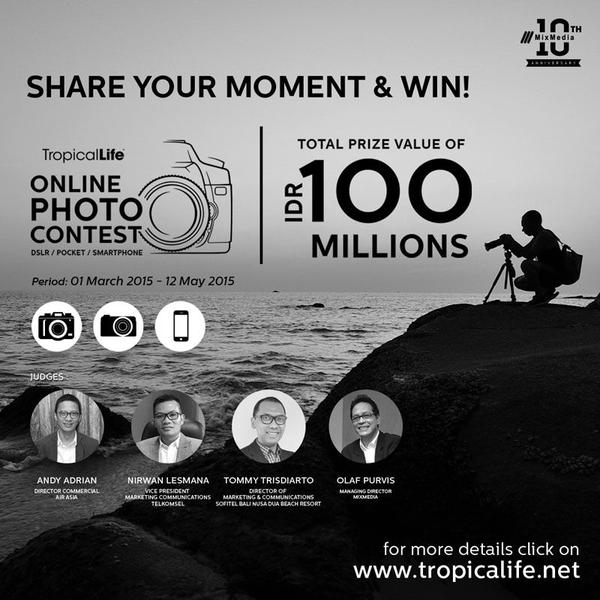 10TH
MixMedia
ANNIVERSARY
SHARE YOUR MOMENT & WIN!
TropicalLife
ONLINE
PHOTO
CONTEST
DSLR / POCKET / SMARTPHONE
TOTAL PRIZE VALUE OF
IDR 100
MILLIONS
Period: 01 March 2015 - 12 May 2015
JUDGES :
ANDY ADRIAN
DIRECTOR COMMERCIAL
AIR ASIA
NIRWAN LESMANA
VICE PRESIDENT
MARKETING COMMUNICATIONS
TELKOMSEL
TOMMY TRISDIARTO
DIRECTOR OF
MARKETING & COMMUNICATIONS
SOFITEL BALI NUSA DUA BEACH RESORT
OLAF PURVIS
MANAGING DIRECTOR
MIXMEDIA
for more details click on
www.tropicalife.net